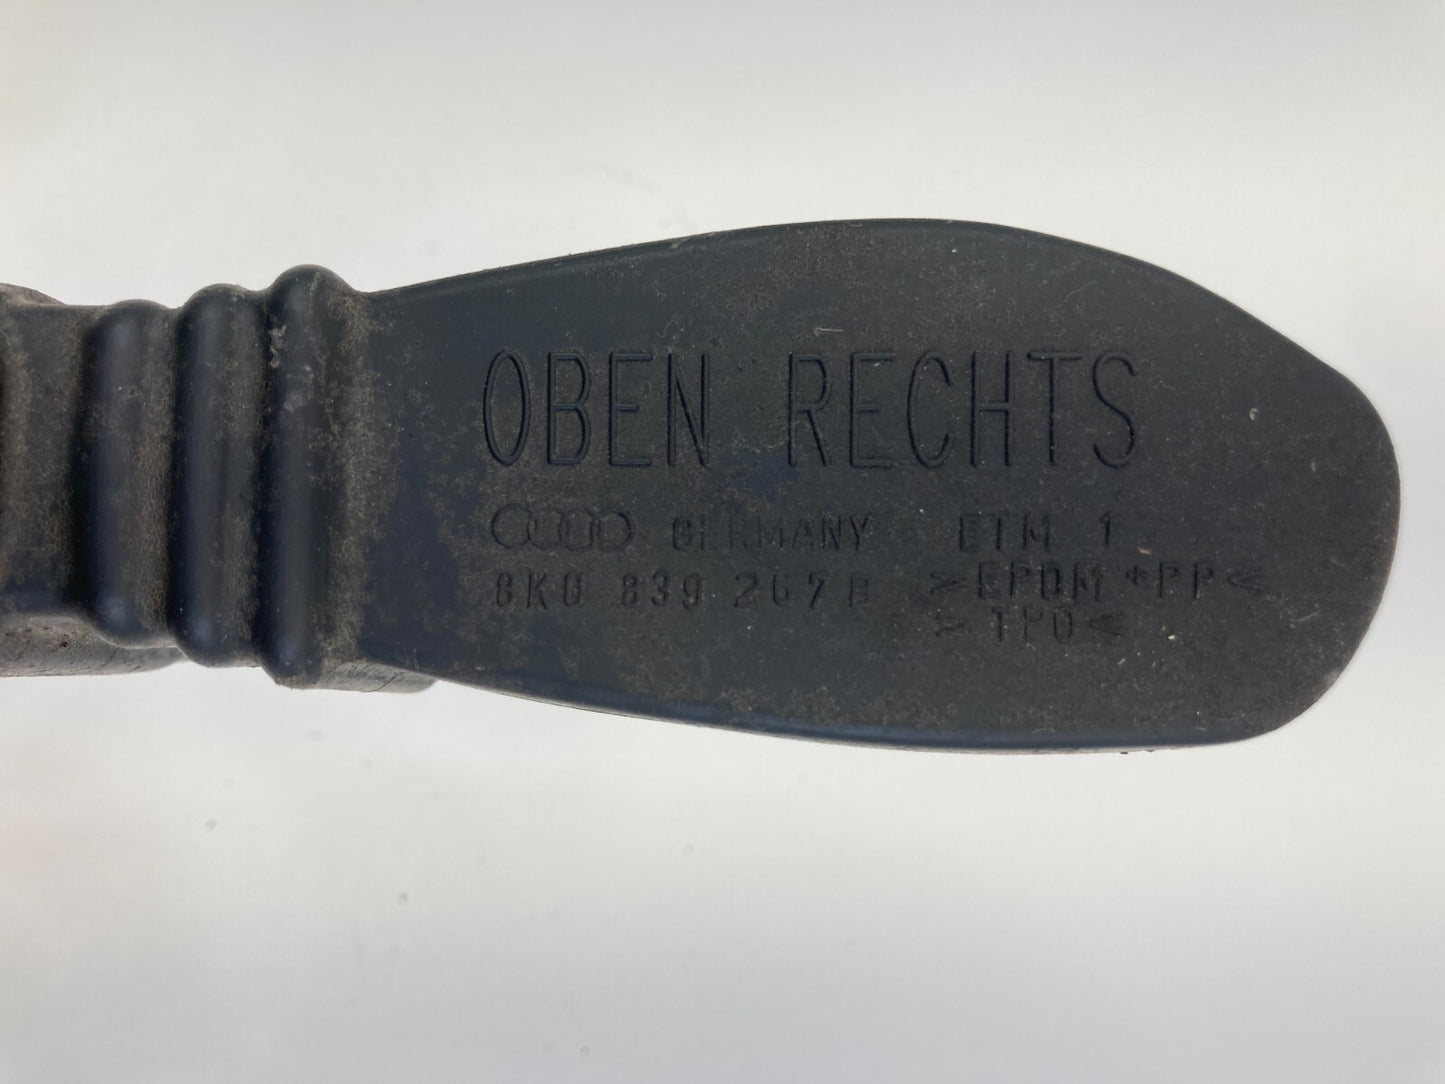 OBEN RECHTS
GERMANY ETM 1
8K0 839 267 B >EPDM+PP<
>TPO<